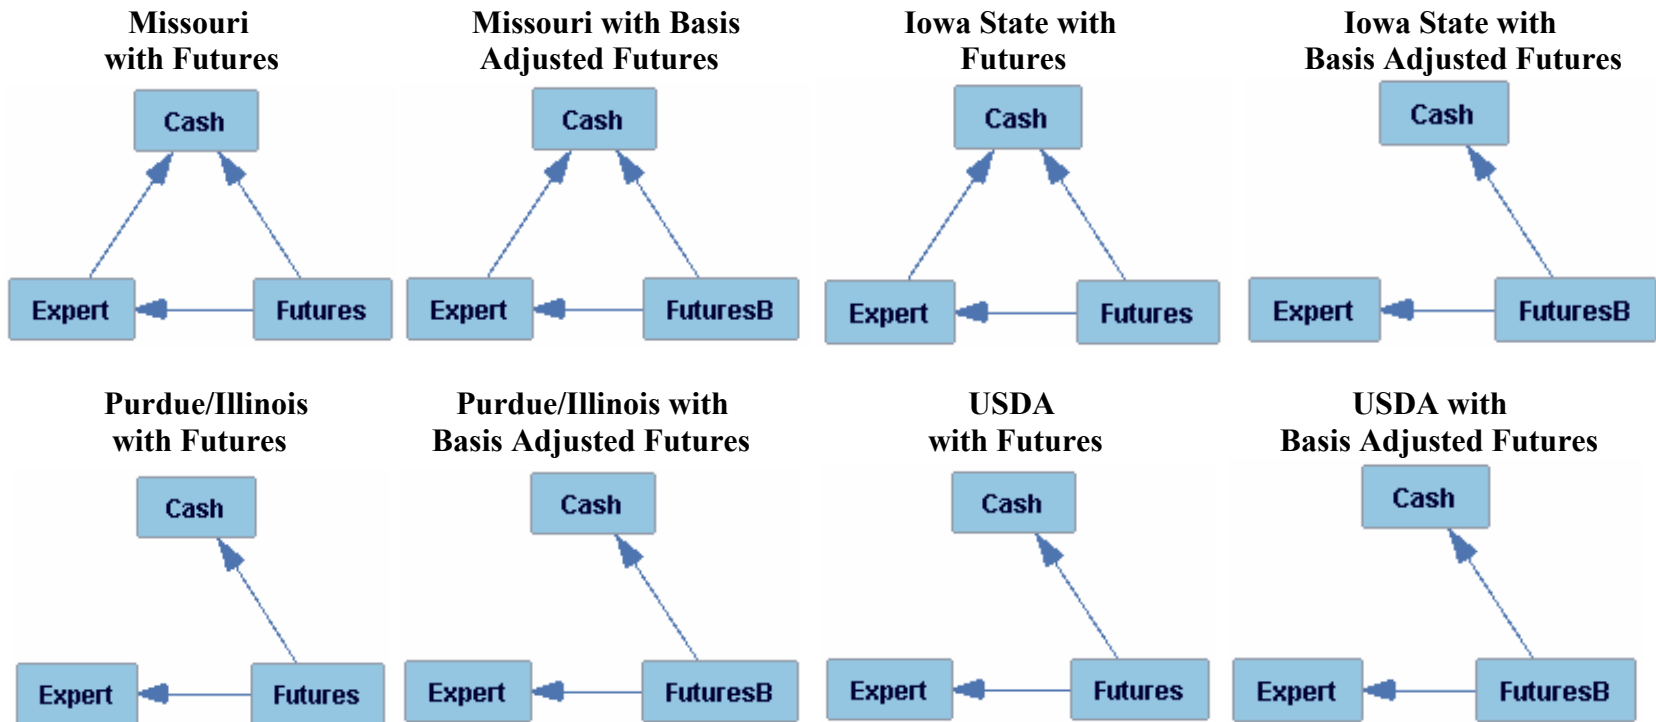 Missouri
with Futures
Cash
Expert
Futures
Missouri with Basis
Adjusted Futures
Cash
Expert
FuturesB
Iowa State with
Futures
Cash
Expert
Futures
Iowa State with
Basis Adjusted Futures
Cash
Expert
FuturesB
Purdue/Illinois
with Futures
Cash
Expert
Futures
Purdue/Illinois with
Basis Adjusted Futures
Cash
Expert
FuturesB
USDA
with Futures
Cash
Expert
Futures
USDA with
Basis Adjusted Futures
Cash
Expert
FuturesB